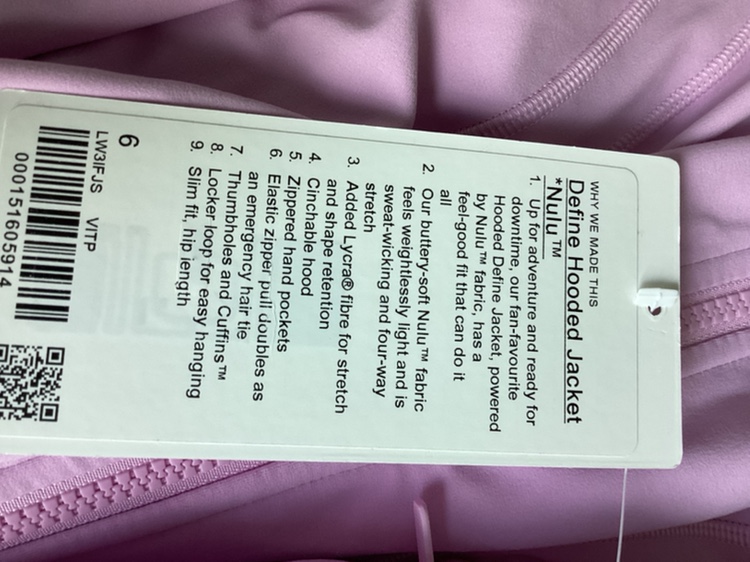 WHY WE MADE THIS
Define Hooded Jacket
*Nulu™
1. Up for adventure and ready for
downtime, our fan-favourite
Hooded Define Jacket, powered
by Nulu™ fabric, has a
feel-good fit that can do it
all
2. Our buttery-soft Nulu™ fabric
feels weightlessly light and is
sweat-wicking and four-way
stretch
3. Added Lycra® fibre for stretch
and shape retention
4. Cinchable hood
5. Zippered hand pockets
6. Elastic zipper pull doubles as
an emergency hair tie
7. Thumbholes and Cuffins™
8. Locker loop for easy hanging
9. Slim fit, hip length
6
LW3IFJS VITP
000151605914